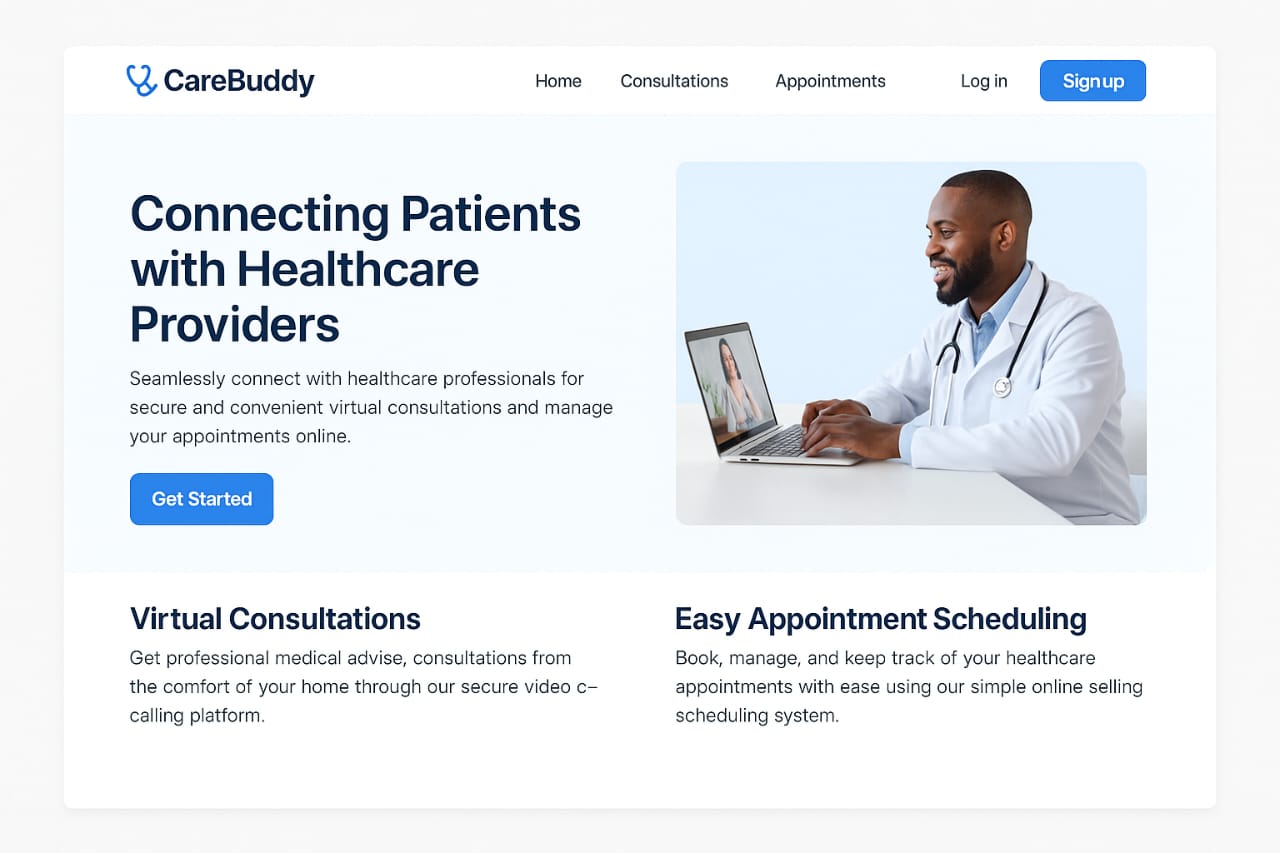 CareBuddy
Home
Consultations
Appointments
Log in
Sign up
Connecting Patients
with Healthcare
Providers
Seamlessly connect with healthcare professionals for
secure and convenient virtual consultations and manage
your appointments online.
Get Started
Virtual Consultations
Get professional medical advise, consultations from
the comfort of your home through our secure video c–
calling platform.
Easy Appointment Scheduling
Book, manage, and keep track of your healthcare
appointments with ease using our simple online selling
scheduling system.